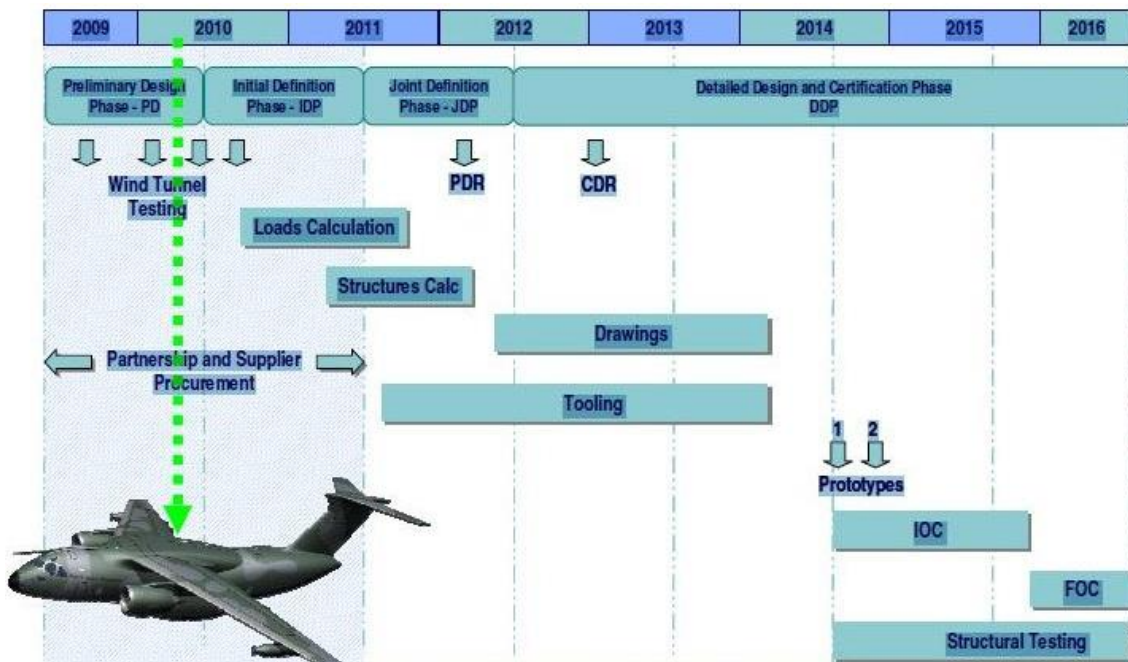 2009 2010 2011 2012 2013 2014 2015 2016
Preliminary Design
Phase - PD
Initial Definition
Phase - IDP
Joint Definition
Phase - JDP
Detailed Design and Certification Phase
DDP
Wind Tunnel
Testing
PDR
CDR
Loads Calculation
Structures Calc
Drawings
Partnership and Supplier
Procurement
Tooling
1 2
Prototypes
IOC
FOC
Structural Testing